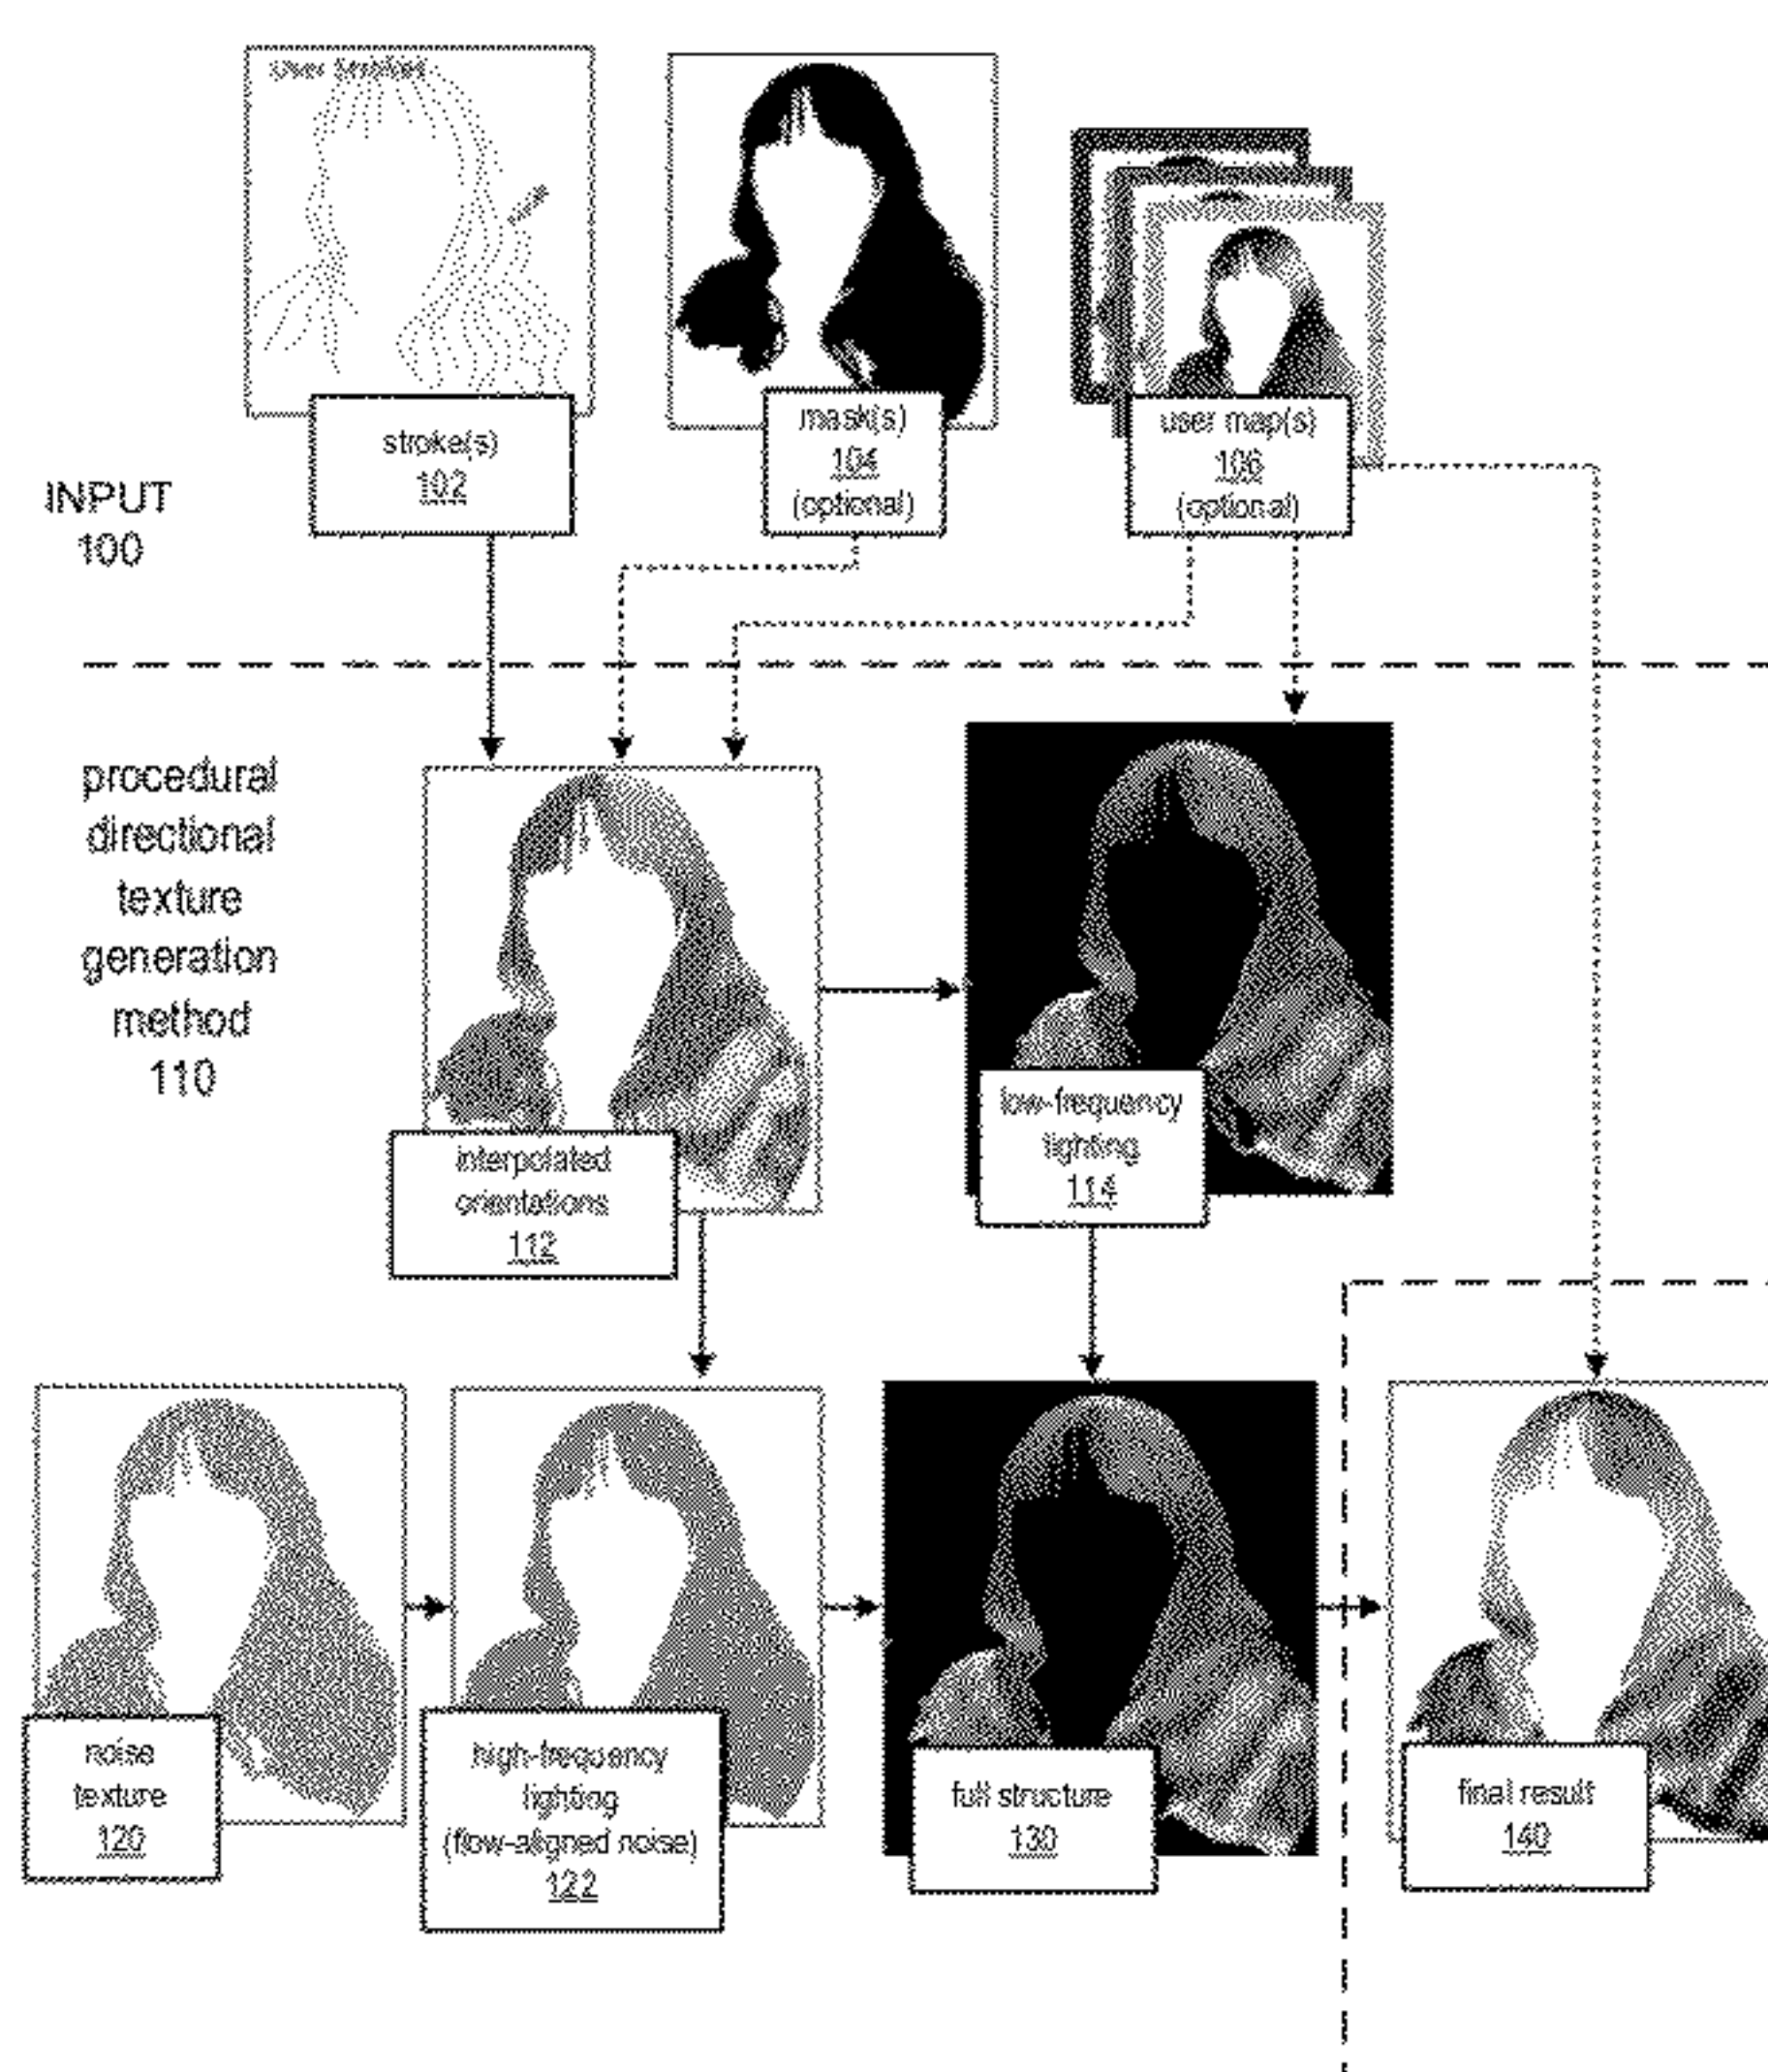 User Strokes
stroke(s)
102
mask(s)
104
(optional)
user map(s)
106
(optional)
INPUT
100
procedural
directional
texture
generation
method
110
interpolated
orientations
112
low-frequency
lighting
114
noise
texture
120
high-frequency
lighting
(flow-aligned noise)
122
full structure
130
final result
140